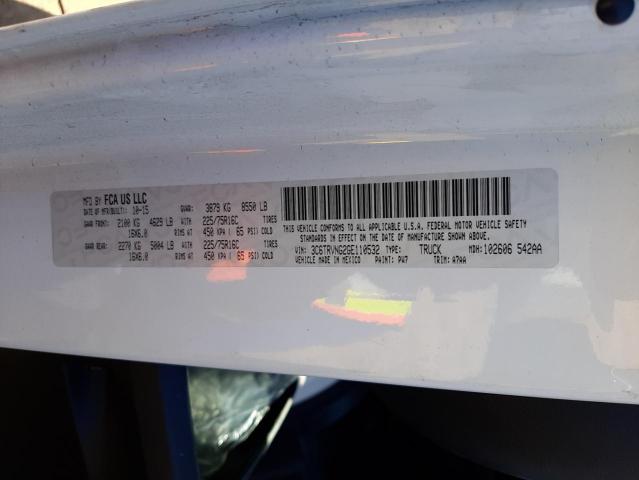 MFD BY FCA US LLC
DATE OF MFR(BUILT): 10-15 GVWR: 3879 KG 8550 LB
GAWR FRONT: 2100 KG 4629 LB WITH 225/75R16C TIRES
16X6.0 RIMS AT 450 KPA ( 65 PSI) COLD
GAWR REAR: 2270 KG 5004 LB WITH 225/75R16C TIRES
16X6.0 RIMS AT 450 KPA ( 65 PSI) COLD
THIS VEHICLE CONFORMS TO ALL APPLICABLE U.S.A. FEDERAL MOTOR VEHICLE SAFETY
STANDARDS IN EFFECT ON THE DATE OF MANUFACTURE SHOWN ABOVE.
VIN: 3C6TRVNG2GE110532 TYPE: TRUCK MDH: 102606 542AA
VEHICLE MADE IN MEXICO PAINT: PW7 TRIM: A7AA